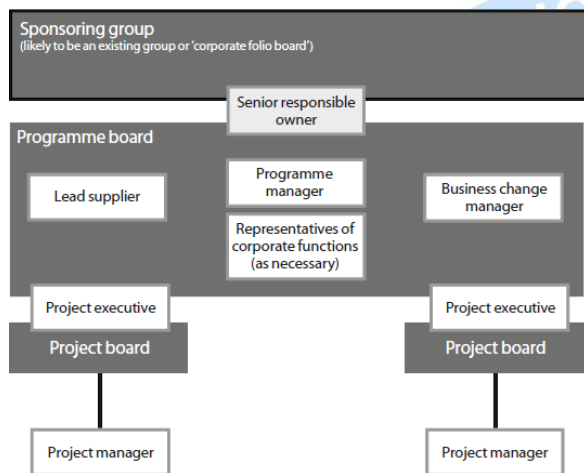 Sponsoring group
(likely to be an existing group or 'corporate folio board')
Senior responsible
owner
Programme board
Lead supplier
Programme
manager
Business change
manager
Representatives of
corporate functions
(as necessary)
Project executive
Project executive
Project board
Project board
Project manager
Project manager